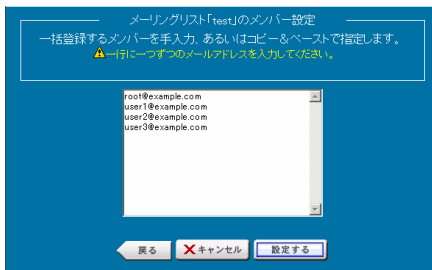 メーリングリスト「test」のメンバー設定
一括登録するメンバーを手入力、あるいはコピー＆ペーストで指定します。
一行に一つずつのメールアドレスを入力してください。
root@example.com
user1@example.com
user2@example.com
user3@example.com
戻る
キャンセル
設定する